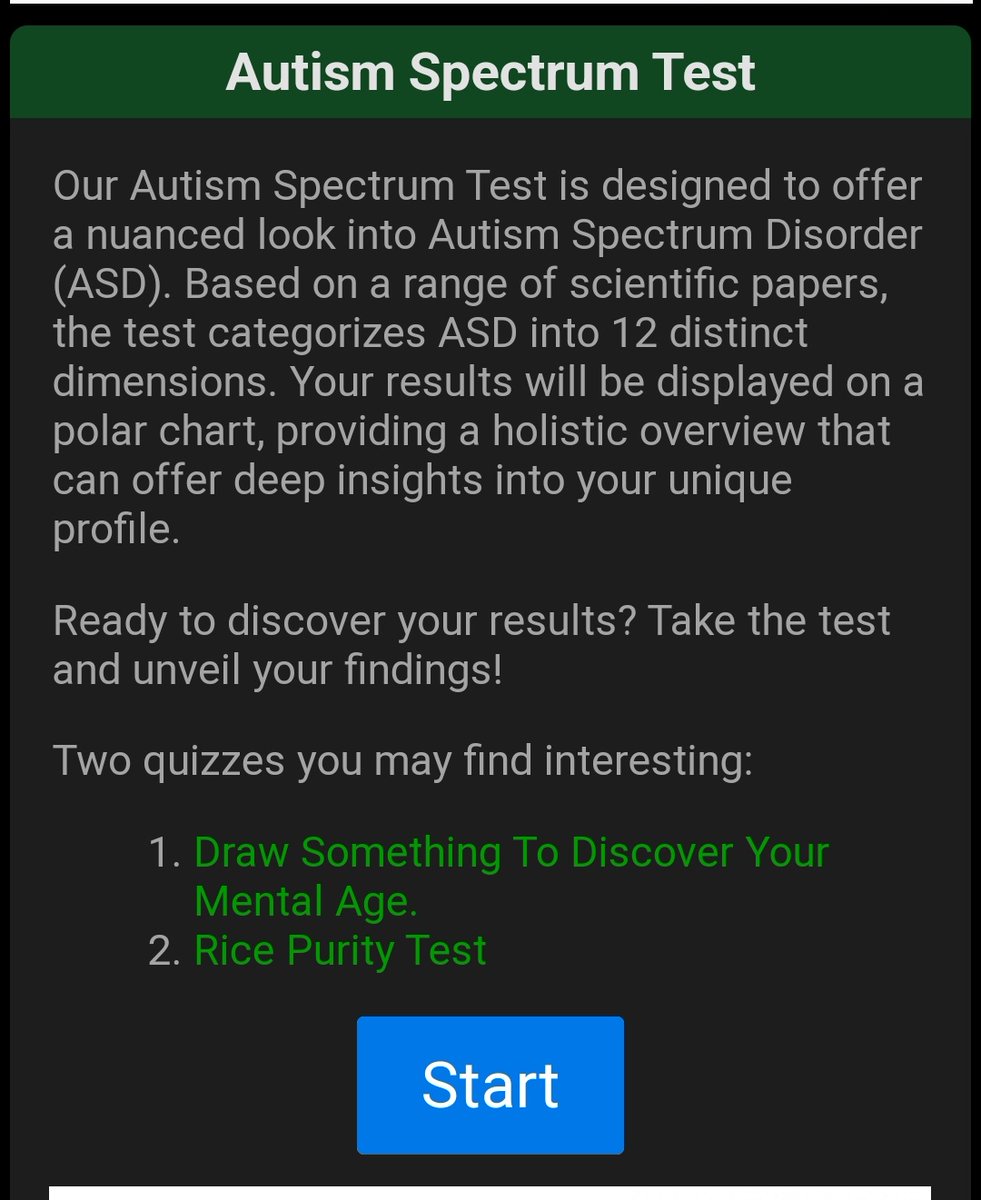 Autism Spectrum Test
Our Autism Spectrum Test is designed to offer
a nuanced look into Autism Spectrum Disorder
(ASD). Based on a range of scientific papers,
the test categorizes ASD into 12 distinct
dimensions. Your results will be displayed on a
polar chart, providing a holistic overview that
can offer deep insights into your unique
profile.
Ready to discover your results? Take the test
and unveil your findings!
Two quizzes you may find interesting:
1. Draw Something To Discover Your
Mental Age.
2. Rice Purity Test
Start